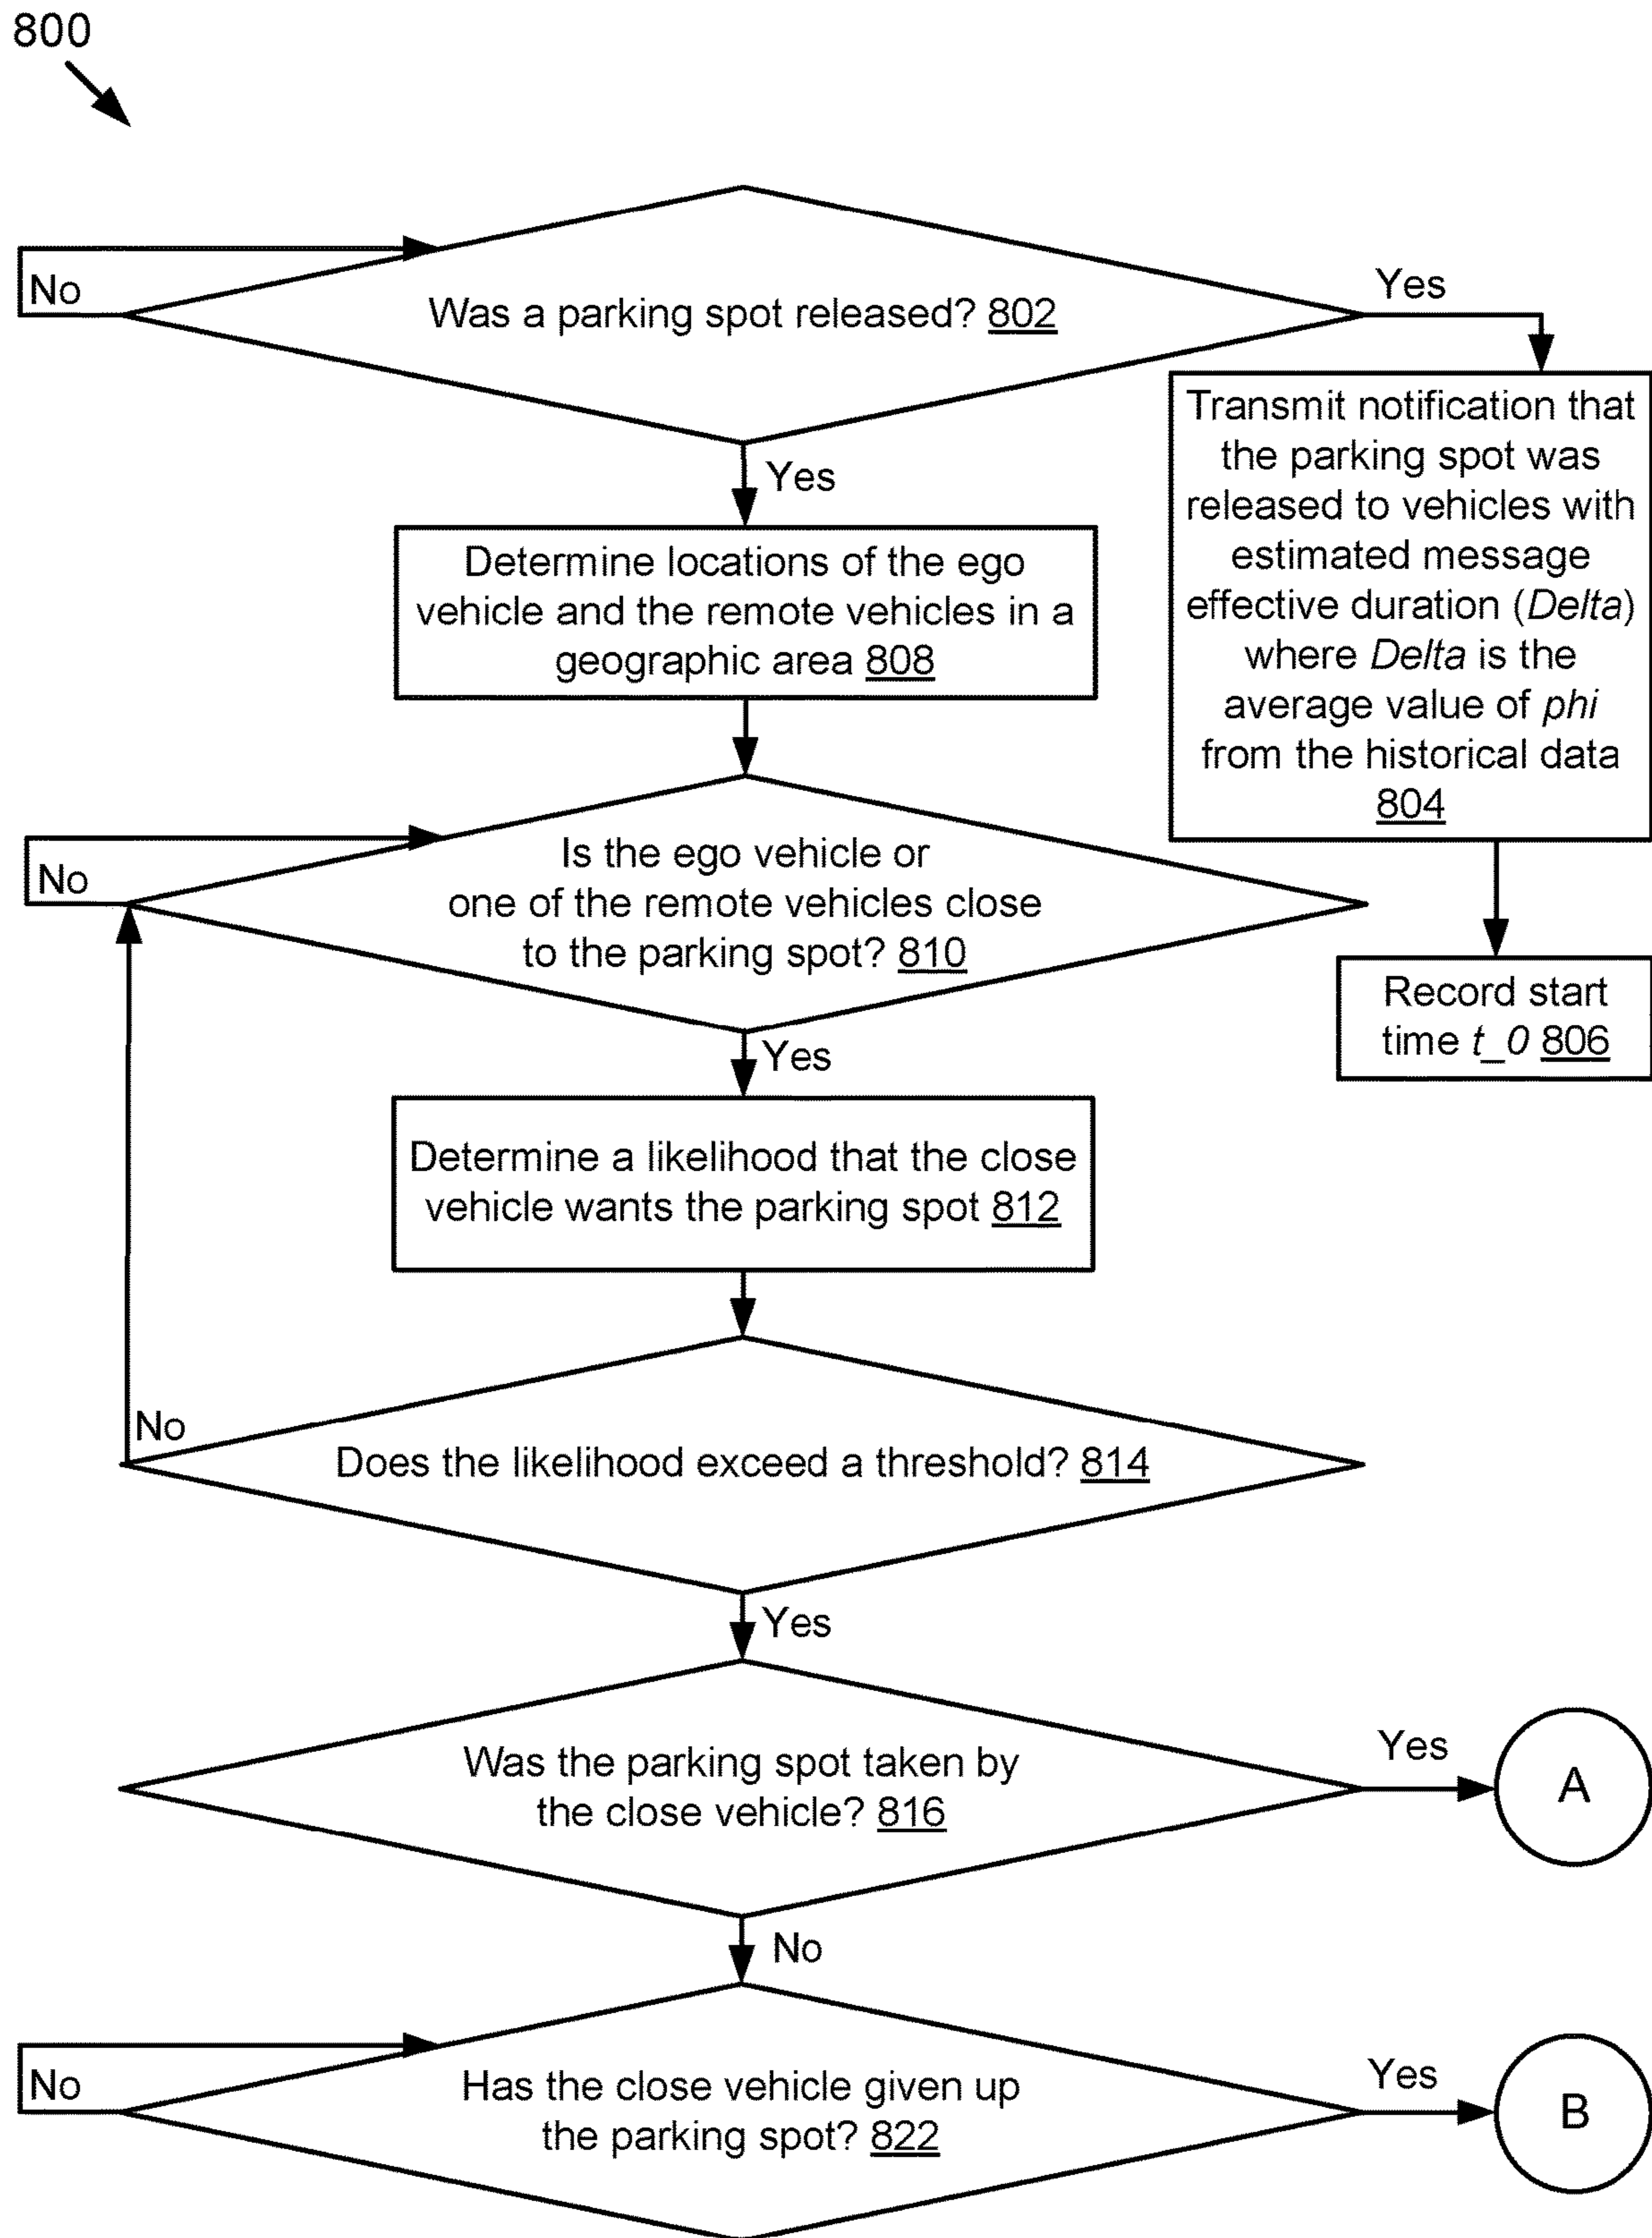 800
Was a parking spot released? 802
No
Yes
Transmit notification that
the parking spot was
released to vehicles with
estimated message
effective duration (Delta)
where Delta is the
average value of phi
from the historical data
804
Record start
time t_0 806
Yes
Determine locations of the ego
vehicle and the remote vehicles in a
geographic area 808
Is the ego vehicle or
one of the remote vehicles close
to the parking spot? 810
No
Yes
Determine a likelihood that the close
vehicle wants the parking spot 812
Does the likelihood exceed a threshold? 814
No
Yes
Was the parking spot taken by
the close vehicle? 816
Yes
A
No
Has the close vehicle given up
the parking spot? 822
No
Yes
B